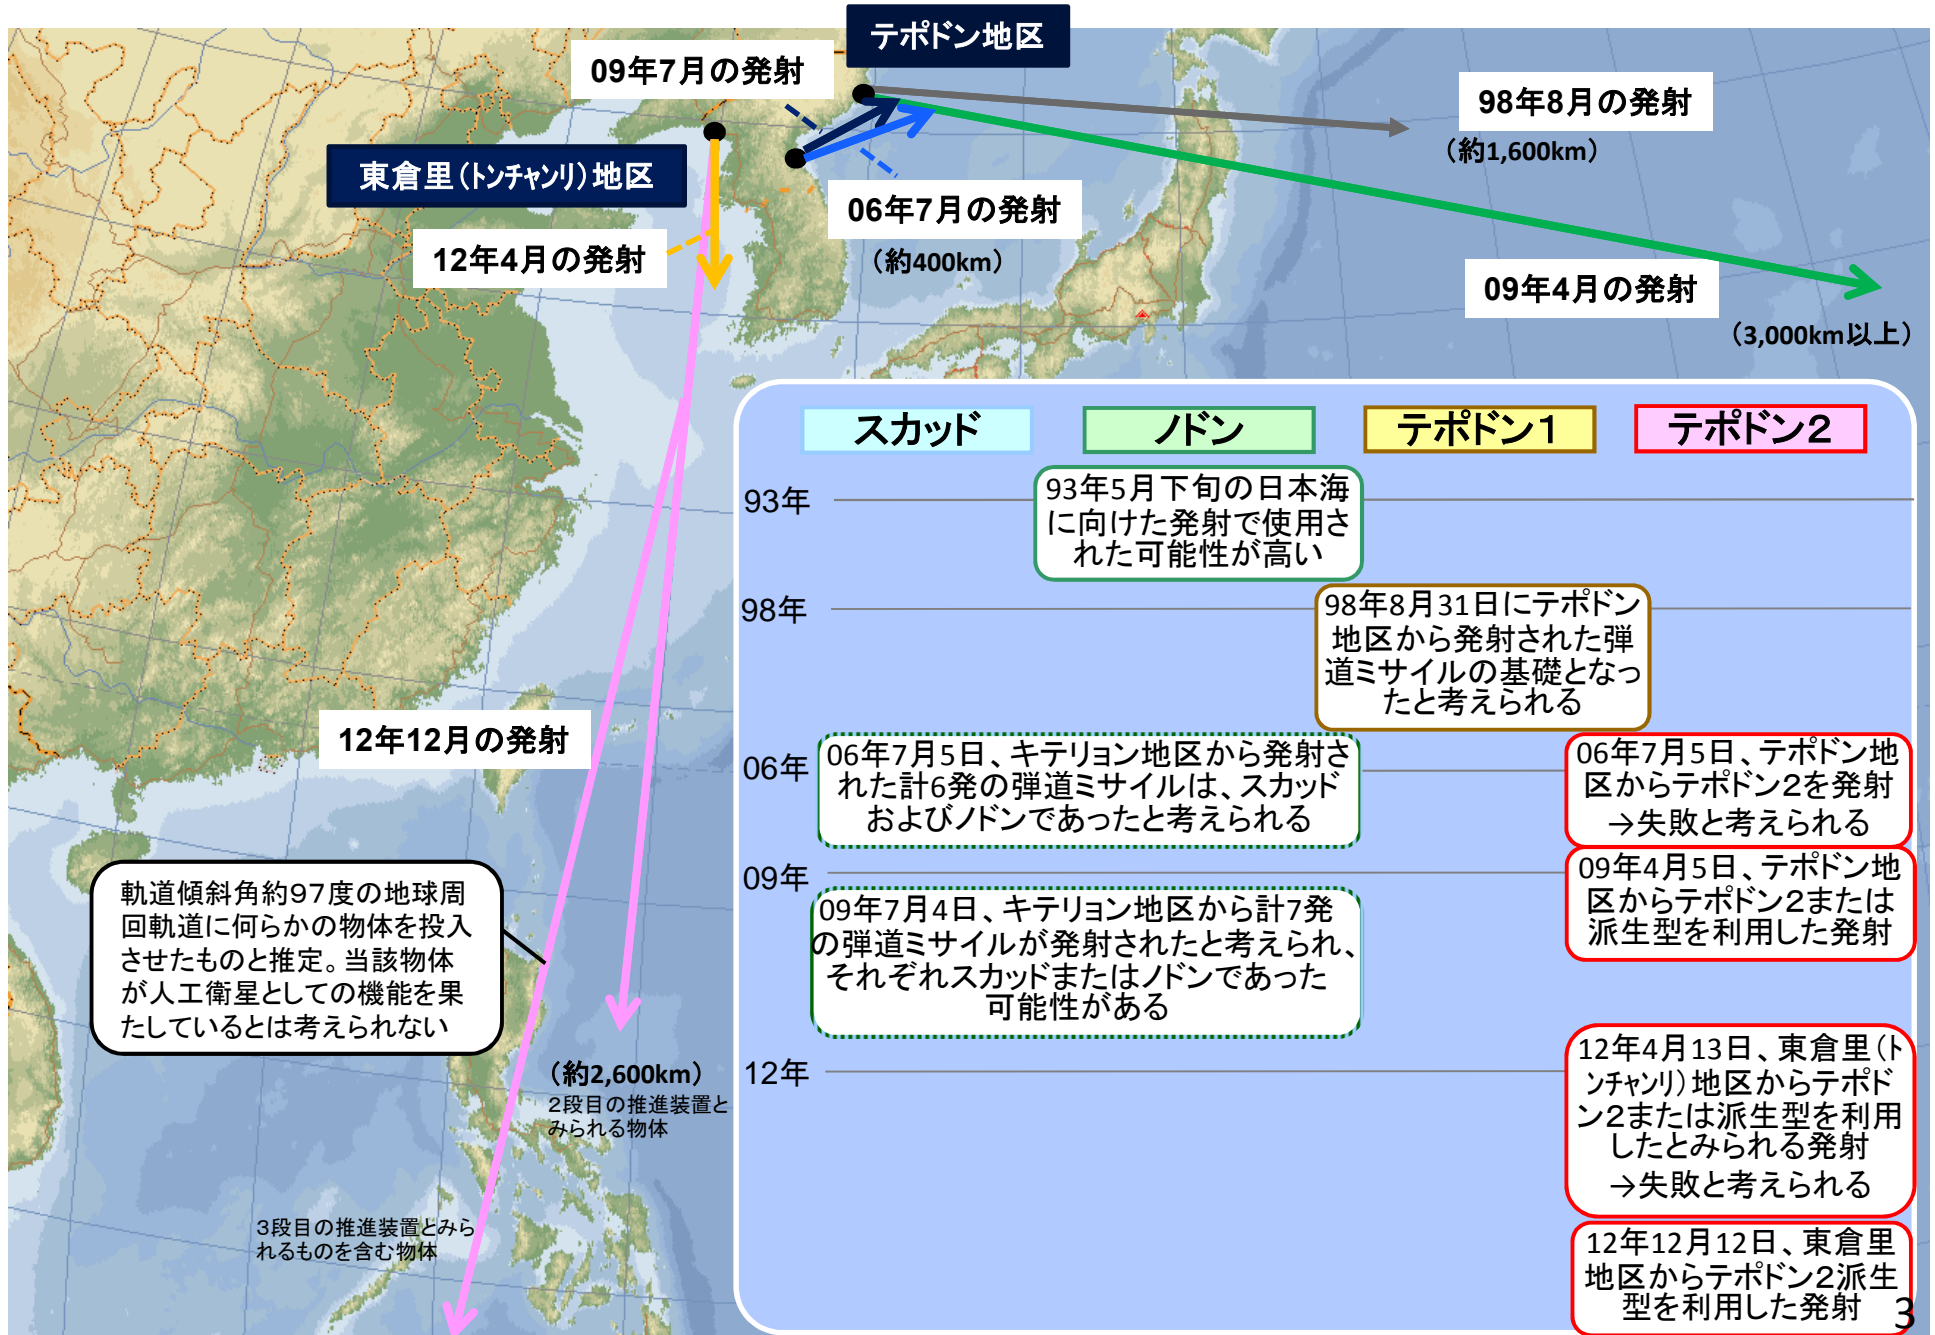 テポドン地区
09年7月の発射
98年8月の発射
（約1,600km）
東倉里（トンチャンリ）地区
06年7月の発射
（約400km）
12年4月の発射
09年4月の発射
（3,000km以上）
12年12月の発射
軌道傾斜角約97度の地球周
回軌道に何らかの物体を投入
させたものと推定。当該物体
が人工衛星としての機能を果
たしているとは考えられない
（約2,600km）
2段目の推進装置と
みられる物体
3段目の推進装置とみら
れるものを含む物体
スカッド
ノドン
テポドン1
テポドン2
93年
93年5月下旬の日本海
に向けた発射で使用さ
れた可能性が高い
98年
98年8月31日にテポドン
地区から発射された弾
道ミサイルの基礎となっ
たと考えられる
06年
06年7月5日、キテリョン地区から発射さ
れた計6発の弾道ミサイルは、スカッド
およびノドンであったと考えられる
06年7月5日、テポドン地
区からテポドン2を発射
→失敗と考えられる
09年
09年7月4日、キテリョン地区から計7発
の弾道ミサイルが発射されたと考えられ、
それぞれスカッドまたはノドンであった
可能性がある
09年4月5日、テポドン地
区からテポドン2または
派生型を利用した発射
12年
12年4月13日、東倉里（ト
ンチャンリ）地区からテポド
ン2または派生型を利用
したとみられる発射
→失敗と考えられる
12年12月12日、東倉里
地区からテポドン2派生
型を利用した発射
3